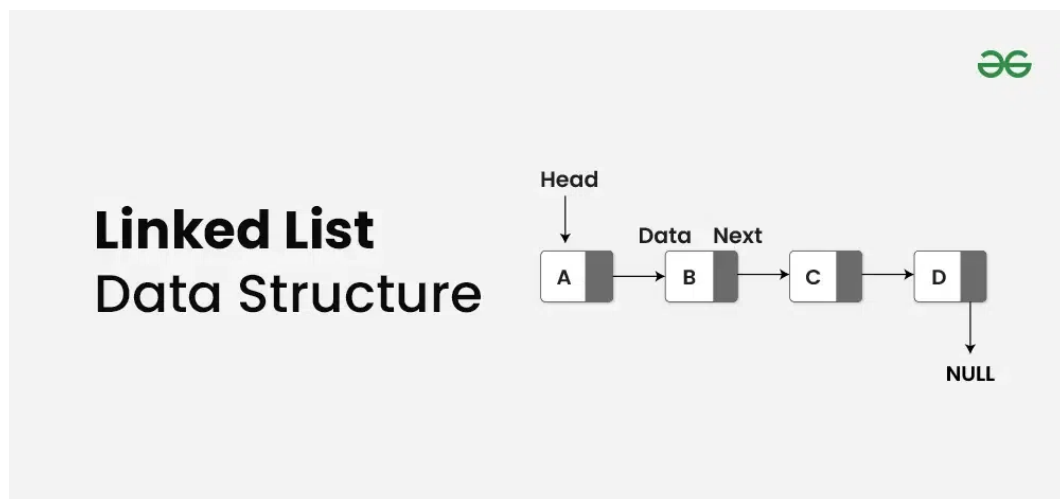 Linked List
Data Structure
Head
Data Next
A B C D
NULL